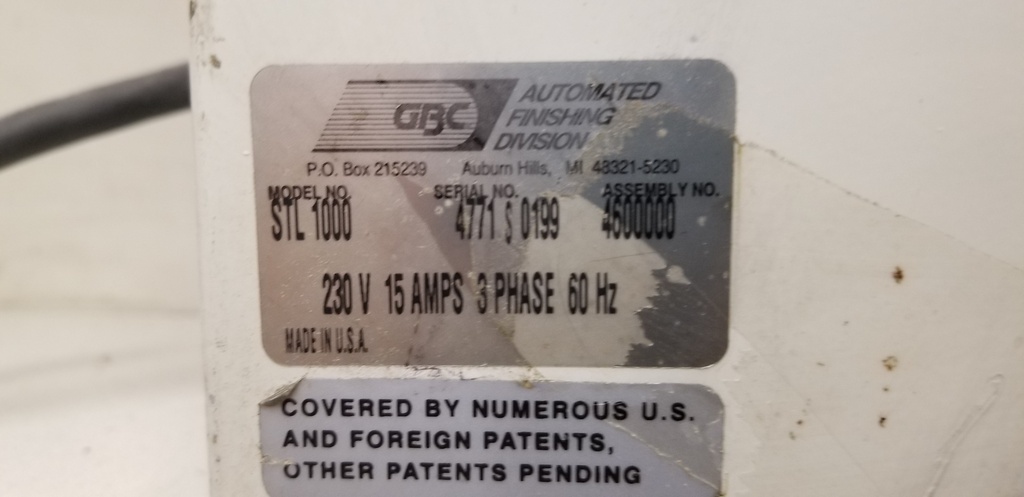 GBC AUTOMATED
FINISHING
DIVISION
P.O. Box 215239 Auburn Hills, MI 48321-5230
MODEL NO. SERIAL NO. ASSEMBLY NO.
STL 1000 4771 S 0199 4500000
230 V 15 AMPS 3 PHASE 60 Hz
MADE IN U.S.A.
COVERED BY NUMEROUS U.S.
AND FOREIGN PATENTS,
OTHER PATENTS PENDING